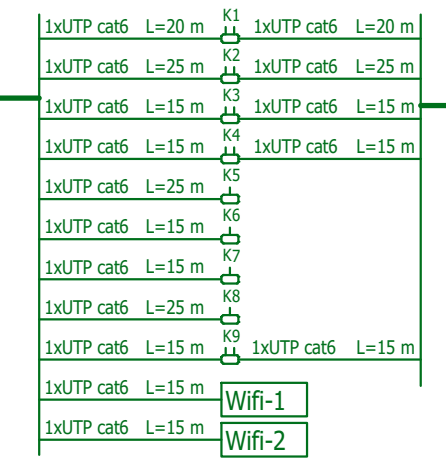 K1
1xUTP cat6 L=20 m 1xUTP cat6 L=20 m
K2
1xUTP cat6 L=25 m 1xUTP cat6 L=25 m
K3
1xUTP cat6 L=15 m 1xUTP cat6 L=15 m
K4
1xUTP cat6 L=15 m 1xUTP cat6 L=15 m
K5
1xUTP cat6 L=25 m
K6
1xUTP cat6 L=15 m
K7
1xUTP cat6 L=15 m
K8
1xUTP cat6 L=25 m
K9
1xUTP cat6 L=15 m 1xUTP cat6 L=15 m
1xUTP cat6 L=15 m Wifi-1
1xUTP cat6 L=15 m Wifi-2